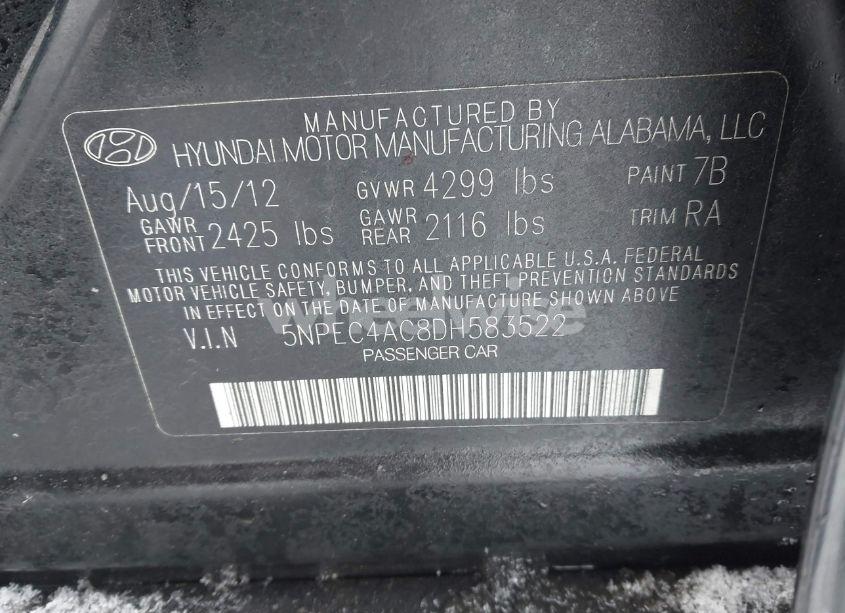 MANUFACTURED BY
HYUNDAI MOTOR MANUFACTURING ALABAMA, LLC
Aug/15/12 GVWR 4299 lbs PAINT 7B
GAWR FRONT 2425 lbs GAWR REAR 2116 lbs TRIM RA
THIS VEHICLE CONFORMS TO ALL APPLICABLE U.S.A. FEDERAL
MOTOR VEHICLE SAFETY, BUMPER, AND THEFT PREVENTION STANDARDS
IN EFFECT ON THE DATE OF MANUFACTURE SHOWN ABOVE
V.I.N 5NPEC4AC8DH583522
PASSENGER CAR
wheelwise